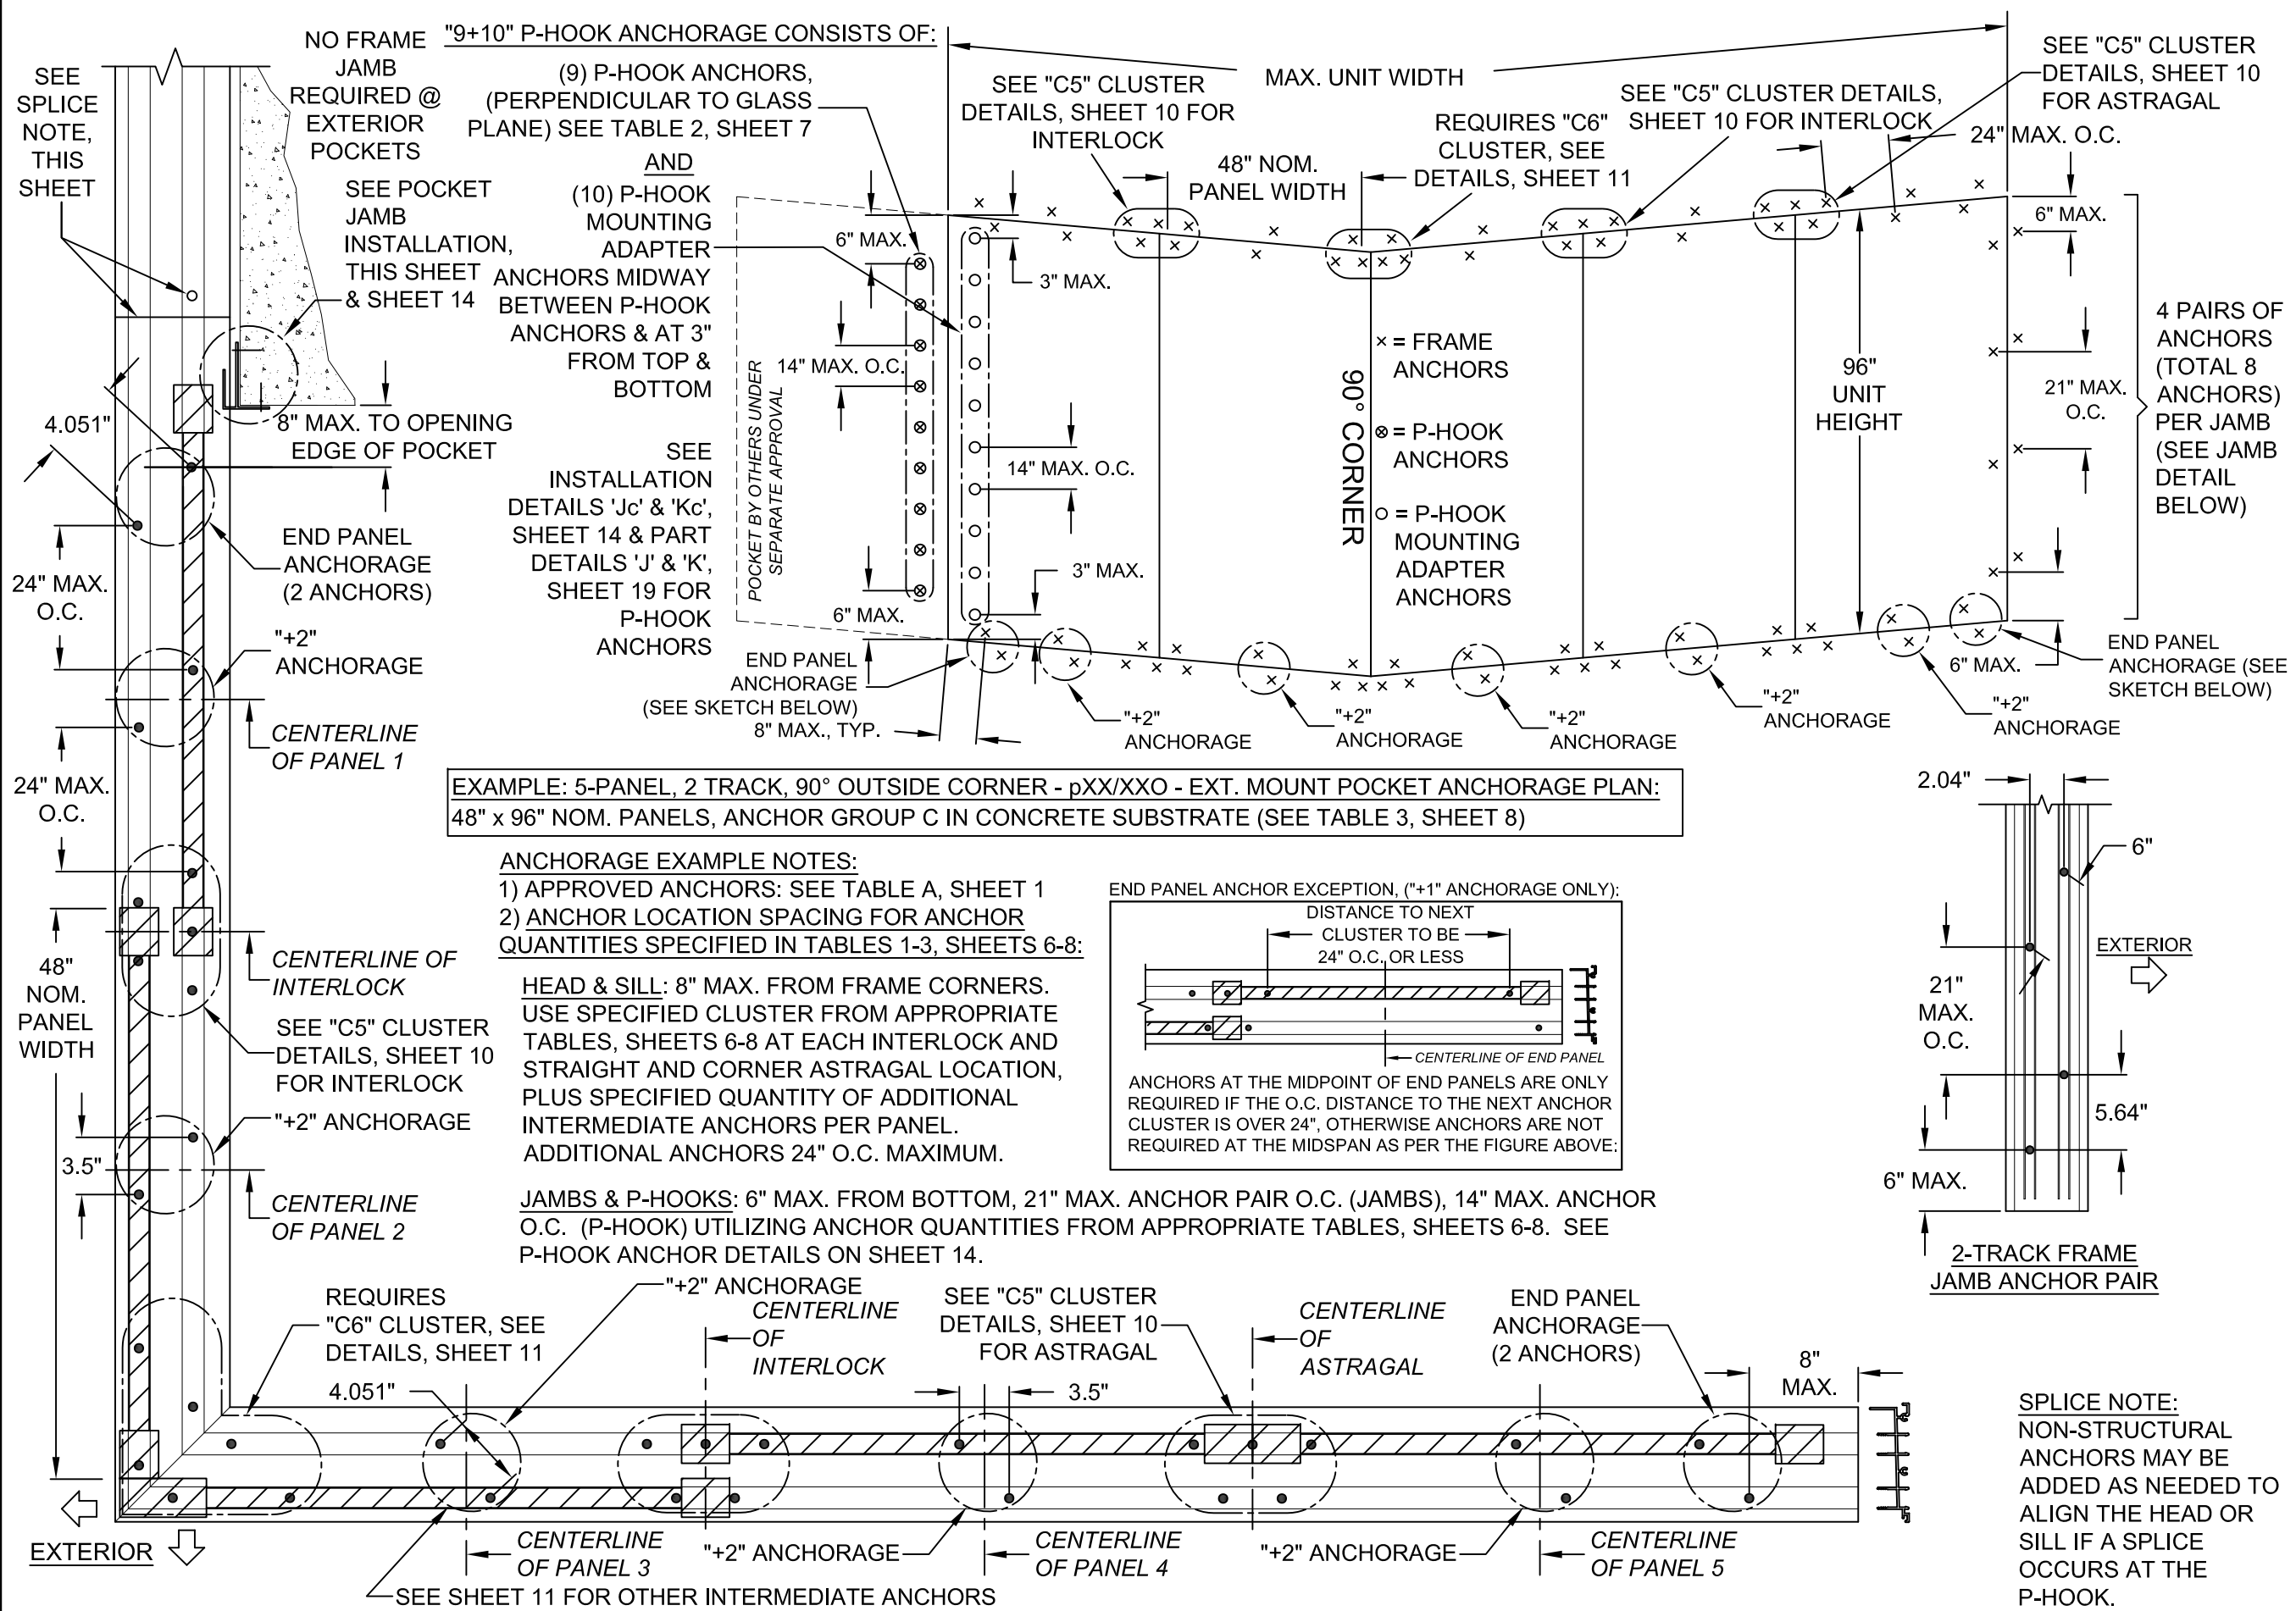 SEE
SPLICE
NOTE,
THIS
SHEET
NO FRAME
JAMB
REQUIRED @
EXTERIOR
POCKETS
SEE POCKET
JAMB
INSTALLATION,
THIS SHEET
& SHEET 14
8" MAX. TO OPENING
EDGE OF POCKET
4.051"
END PANEL
ANCHORAGE
(2 ANCHORS)
24" MAX.
O.C.
"+2"
ANCHORAGE
CENTERLINE
OF PANEL 1
24" MAX.
O.C.
48"
NOM.
PANEL
WIDTH
CENTERLINE OF
INTERLOCK
SEE "C5" CLUSTER
DETAILS, SHEET 10
FOR INTERLOCK
"+2" ANCHORAGE
3.5"
CENTERLINE
OF PANEL 2
"9+10" P-HOOK ANCHORAGE CONSISTS OF:
(9) P-HOOK ANCHORS,
(PERPENDICULAR TO GLASS
PLANE) SEE TABLE 2, SHEET 7
AND
(10) P-HOOK
MOUNTING
ADAPTER
ANCHORS MIDWAY
BETWEEN P-HOOK
ANCHORS & AT 3"
FROM TOP &
BOTTOM
SEE
INSTALLATION
DETAILS 'Jc' & 'Kc',
SHEET 14 & PART
DETAILS 'J' & 'K',
SHEET 19 FOR
P-HOOK
ANCHORS
POCKET BY OTHERS UNDER
SEPARATE APPROVAL
6" MAX.
14" MAX. O.C.
6" MAX.
3" MAX.
14" MAX. O.C.
3" MAX.
MAX. UNIT WIDTH
SEE "C5" CLUSTER
DETAILS, SHEET 10 FOR
INTERLOCK
48" NOM.
PANEL WIDTH
REQUIRES "C6"
CLUSTER, SEE
DETAILS, SHEET 11
SEE "C5" CLUSTER DETAILS,
SHEET 10 FOR INTERLOCK
SEE "C5" CLUSTER
DETAILS, SHEET 10
FOR ASTRAGAL
24" MAX. O.C.
90° CORNER
× = FRAME
ANCHORS
⊗ = P-HOOK
ANCHORS
○ = P-HOOK
MOUNTING
ADAPTER
ANCHORS
96"
UNIT
HEIGHT
6" MAX.
21" MAX.
O.C.
6" MAX.
4 PAIRS OF
ANCHORS
(TOTAL 8
ANCHORS)
PER JAMB
(SEE JAMB
DETAIL
BELOW)
END PANEL
ANCHORAGE (SEE
SKETCH BELOW)
END PANEL
ANCHORAGE
(SEE SKETCH BELOW)
8" MAX., TYP.
"+2"
ANCHORAGE
"+2"
ANCHORAGE
"+2"
ANCHORAGE
"+2"
ANCHORAGE
"+2"
ANCHORAGE
EXAMPLE: 5-PANEL, 2 TRACK, 90° OUTSIDE CORNER - pXX/XXO - EXT. MOUNT POCKET ANCHORAGE PLAN:
48" x 96" NOM. PANELS, ANCHOR GROUP C IN CONCRETE SUBSTRATE (SEE TABLE 3, SHEET 8)
ANCHORAGE EXAMPLE NOTES:
1) APPROVED ANCHORS: SEE TABLE A, SHEET 1
2) ANCHOR LOCATION SPACING FOR ANCHOR
QUANTITIES SPECIFIED IN TABLES 1-3, SHEETS 6-8:
HEAD & SILL: 8" MAX. FROM FRAME CORNERS.
USE SPECIFIED CLUSTER FROM APPROPRIATE
TABLES, SHEETS 6-8 AT EACH INTERLOCK AND
STRAIGHT AND CORNER ASTRAGAL LOCATION,
PLUS SPECIFIED QUANTITY OF ADDITIONAL
INTERMEDIATE ANCHORS PER PANEL.
ADDITIONAL ANCHORS 24" O.C. MAXIMUM.
JAMBS & P-HOOKS: 6" MAX. FROM BOTTOM, 21" MAX. ANCHOR PAIR O.C. (JAMBS), 14" MAX. ANCHOR
O.C. (P-HOOK) UTILIZING ANCHOR QUANTITIES FROM APPROPRIATE TABLES, SHEETS 6-8. SEE
P-HOOK ANCHOR DETAILS ON SHEET 14.
END PANEL ANCHOR EXCEPTION, ("+1" ANCHORAGE ONLY):
DISTANCE TO NEXT
CLUSTER TO BE
24" O.C. OR LESS
CENTERLINE OF END PANEL
ANCHORS AT THE MIDPOINT OF END PANELS ARE ONLY
REQUIRED IF THE O.C. DISTANCE TO THE NEXT ANCHOR
CLUSTER IS OVER 24", OTHERWISE ANCHORS ARE NOT
REQUIRED AT THE MIDSPAN AS PER THE FIGURE ABOVE:
2.04"
6"
EXTERIOR
21"
MAX.
O.C.
5.64"
6" MAX.
2-TRACK FRAME
JAMB ANCHOR PAIR
REQUIRES
"C6" CLUSTER, SEE
DETAILS, SHEET 11
4.051"
"+2" ANCHORAGE
CENTERLINE
OF
INTERLOCK
SEE "C5" CLUSTER
DETAILS, SHEET 10
FOR ASTRAGAL
3.5"
CENTERLINE
OF
ASTRAGAL
END PANEL
ANCHORAGE
(2 ANCHORS)
8"
MAX.
EXTERIOR
CENTERLINE
OF PANEL 3
"+2" ANCHORAGE
CENTERLINE
OF PANEL 4
"+2" ANCHORAGE
CENTERLINE
OF PANEL 5
SEE SHEET 11 FOR OTHER INTERMEDIATE ANCHORS
SPLICE NOTE:
NON-STRUCTURAL
ANCHORS MAY BE
ADDED AS NEEDED TO
ALIGN THE HEAD OR
SILL IF A SPLICE
OCCURS AT THE
P-HOOK.